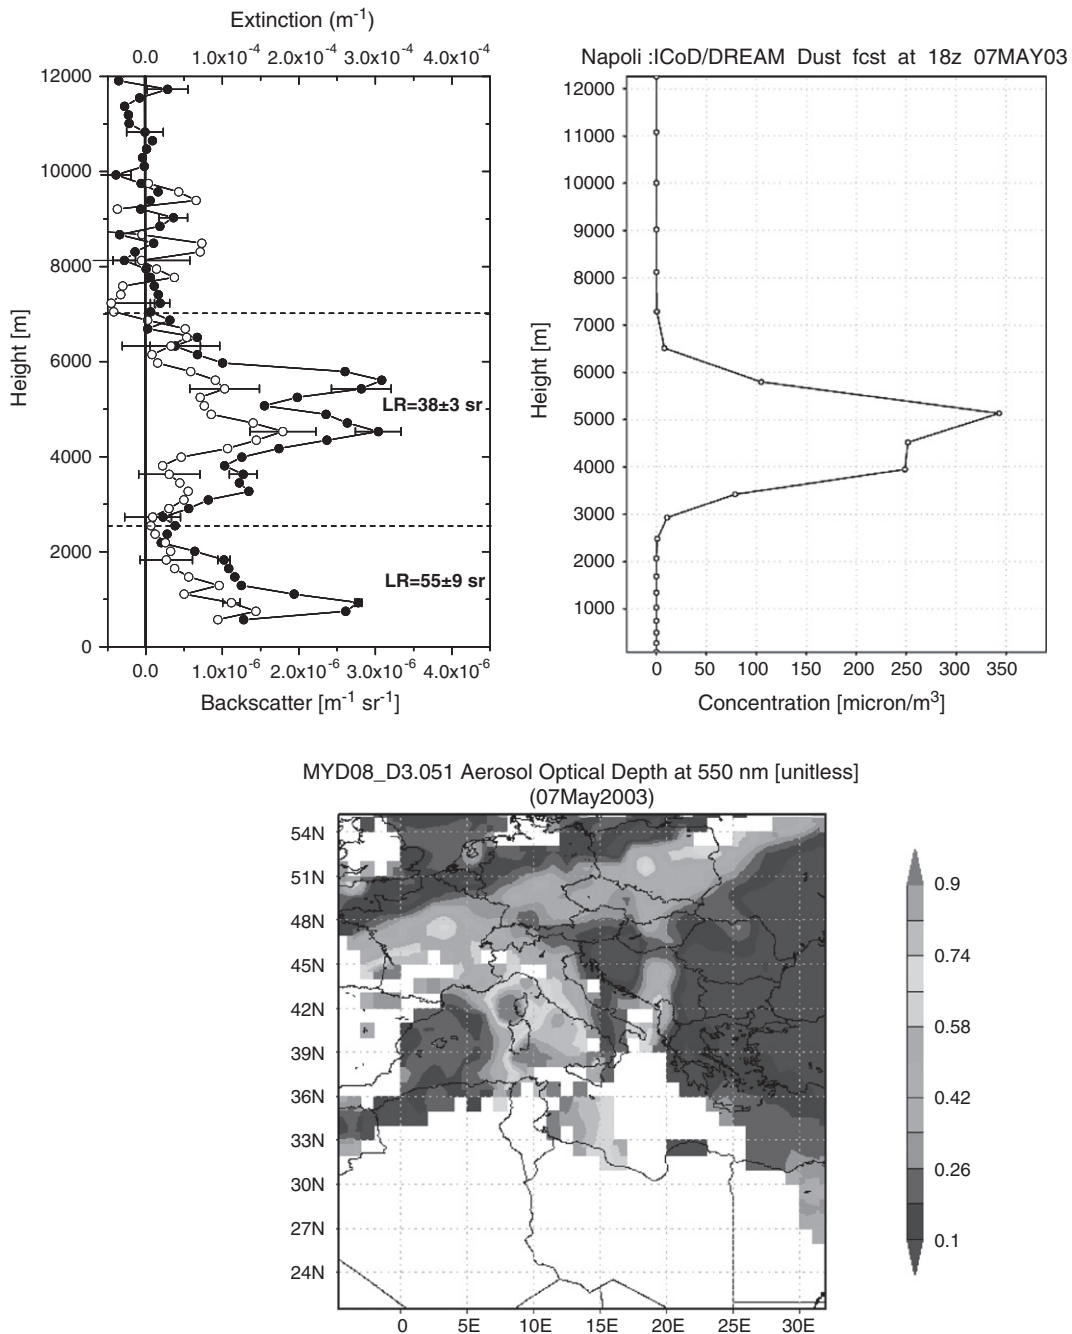 Extinction (m-1)
0.0 1.0x10-4 2.0x10-4 3.0x10-4 4.0x10-4
12000
10000
8000
6000
4000
2000
0
Height [m]
LR=38±3 sr
LR=55±9 sr
0.0 1.0x10-6 2.0x10-6 3.0x10-6 4.0x10-6
Backscatter [m-1 sr-1]
Napoli :ICoD/DREAM Dust fcst at 18z 07MAY03
12000
11000
10000
9000
8000
7000
6000
5000
4000
3000
2000
1000
Height [m]
0 50 100 150 200 250 300 350
Concentration [micron/m3]
MYD08_D3.051 Aerosol Optical Depth at 550 nm [unitless]
(07May2003)
54N
51N
48N
45N
42N
39N
36N
33N
30N
27N
24N
0 5E 10E 15E 20E 25E 30E
0.9
0.74
0.58
0.42
0.26
0.1